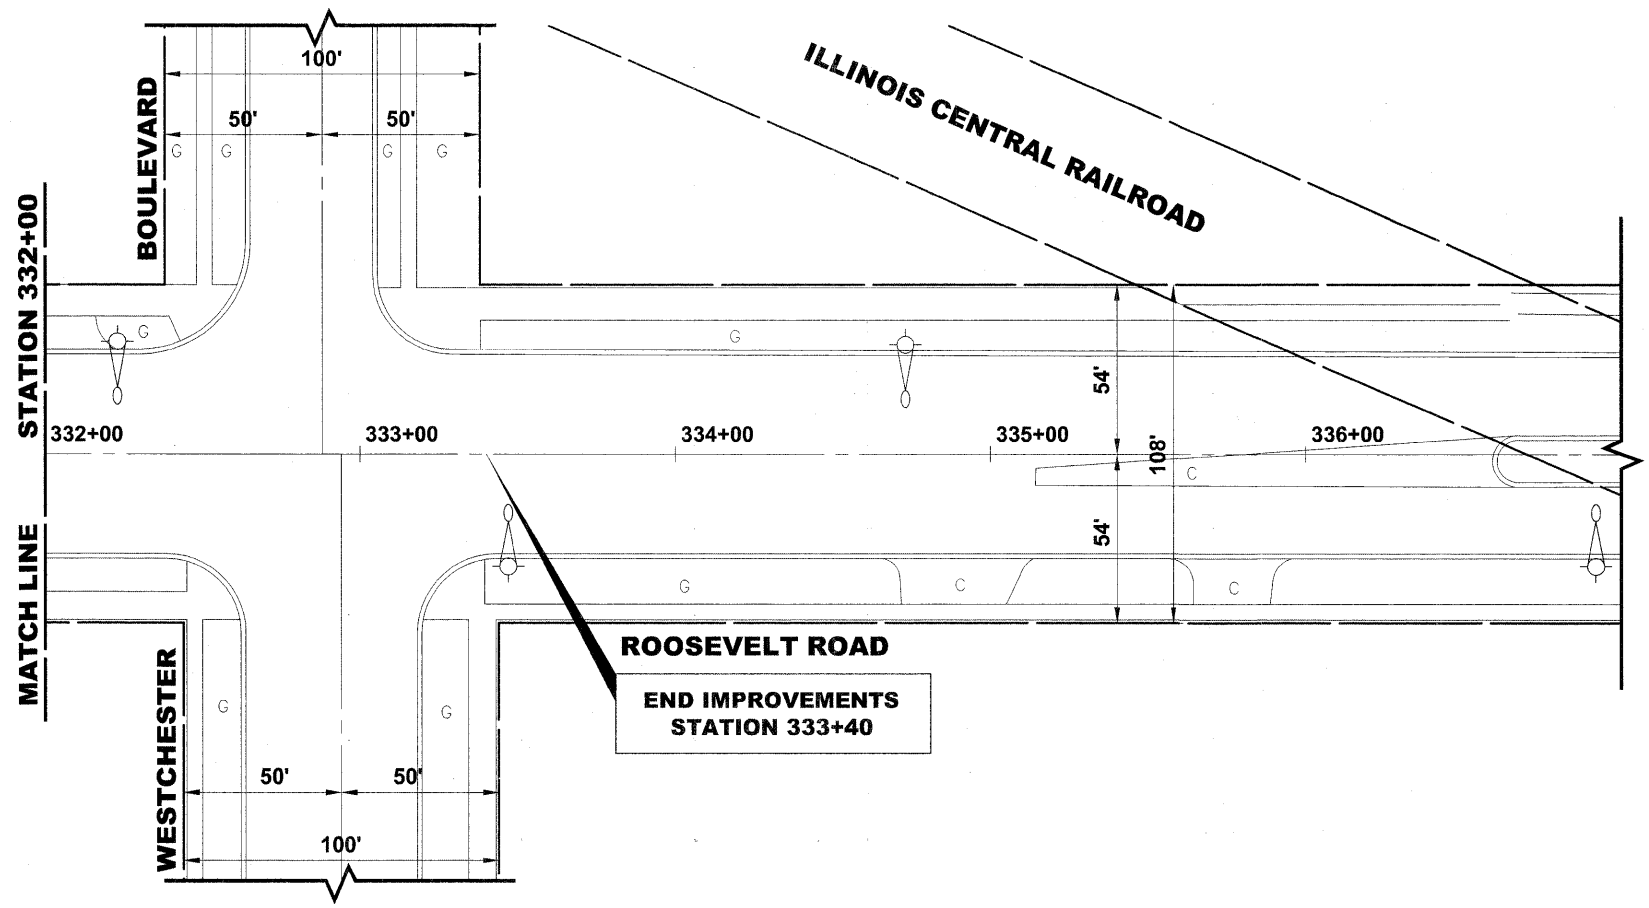 100'
ILLINOIS CENTRAL RAILROAD
BOULEVARD
50' 50'
G G G G
STATION 332+00
G G
54'
332+00 333+00 334+00 335+00 336+00
108'
C
MATCH LINE
54'
G C C
ROOSEVELT ROAD
WESTCHESTER
END IMPROVEMENTS
STATION 333+40
G G
50' 50'
100'